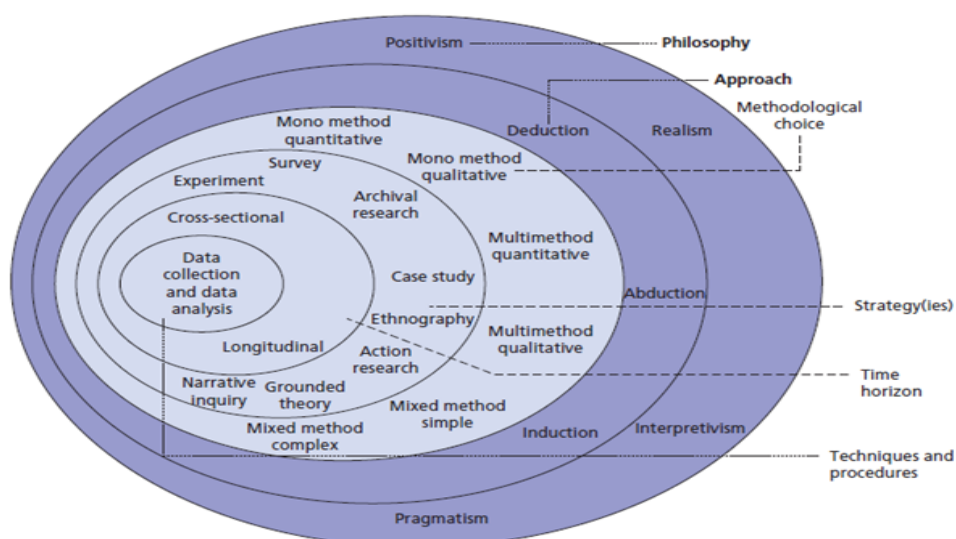 Positivism
Philosophy
Approach
Methodological
choice
Mono method
quantitative
Deduction
Realism
Survey
Mono method
qualitative
Experiment
Archival
research
Cross-sectional
Multimethod
quantitative
Data
collection
and data
analysis
Case study
Abduction
Strategy(ies)
Ethnography
Multimethod
qualitative
Longitudinal
Action
research
Time
horizon
Narrative
inquiry
Grounded
theory
Mixed method
simple
Mixed method
complex
Induction
Interpretivism
Techniques and
procedures
Pragmatism